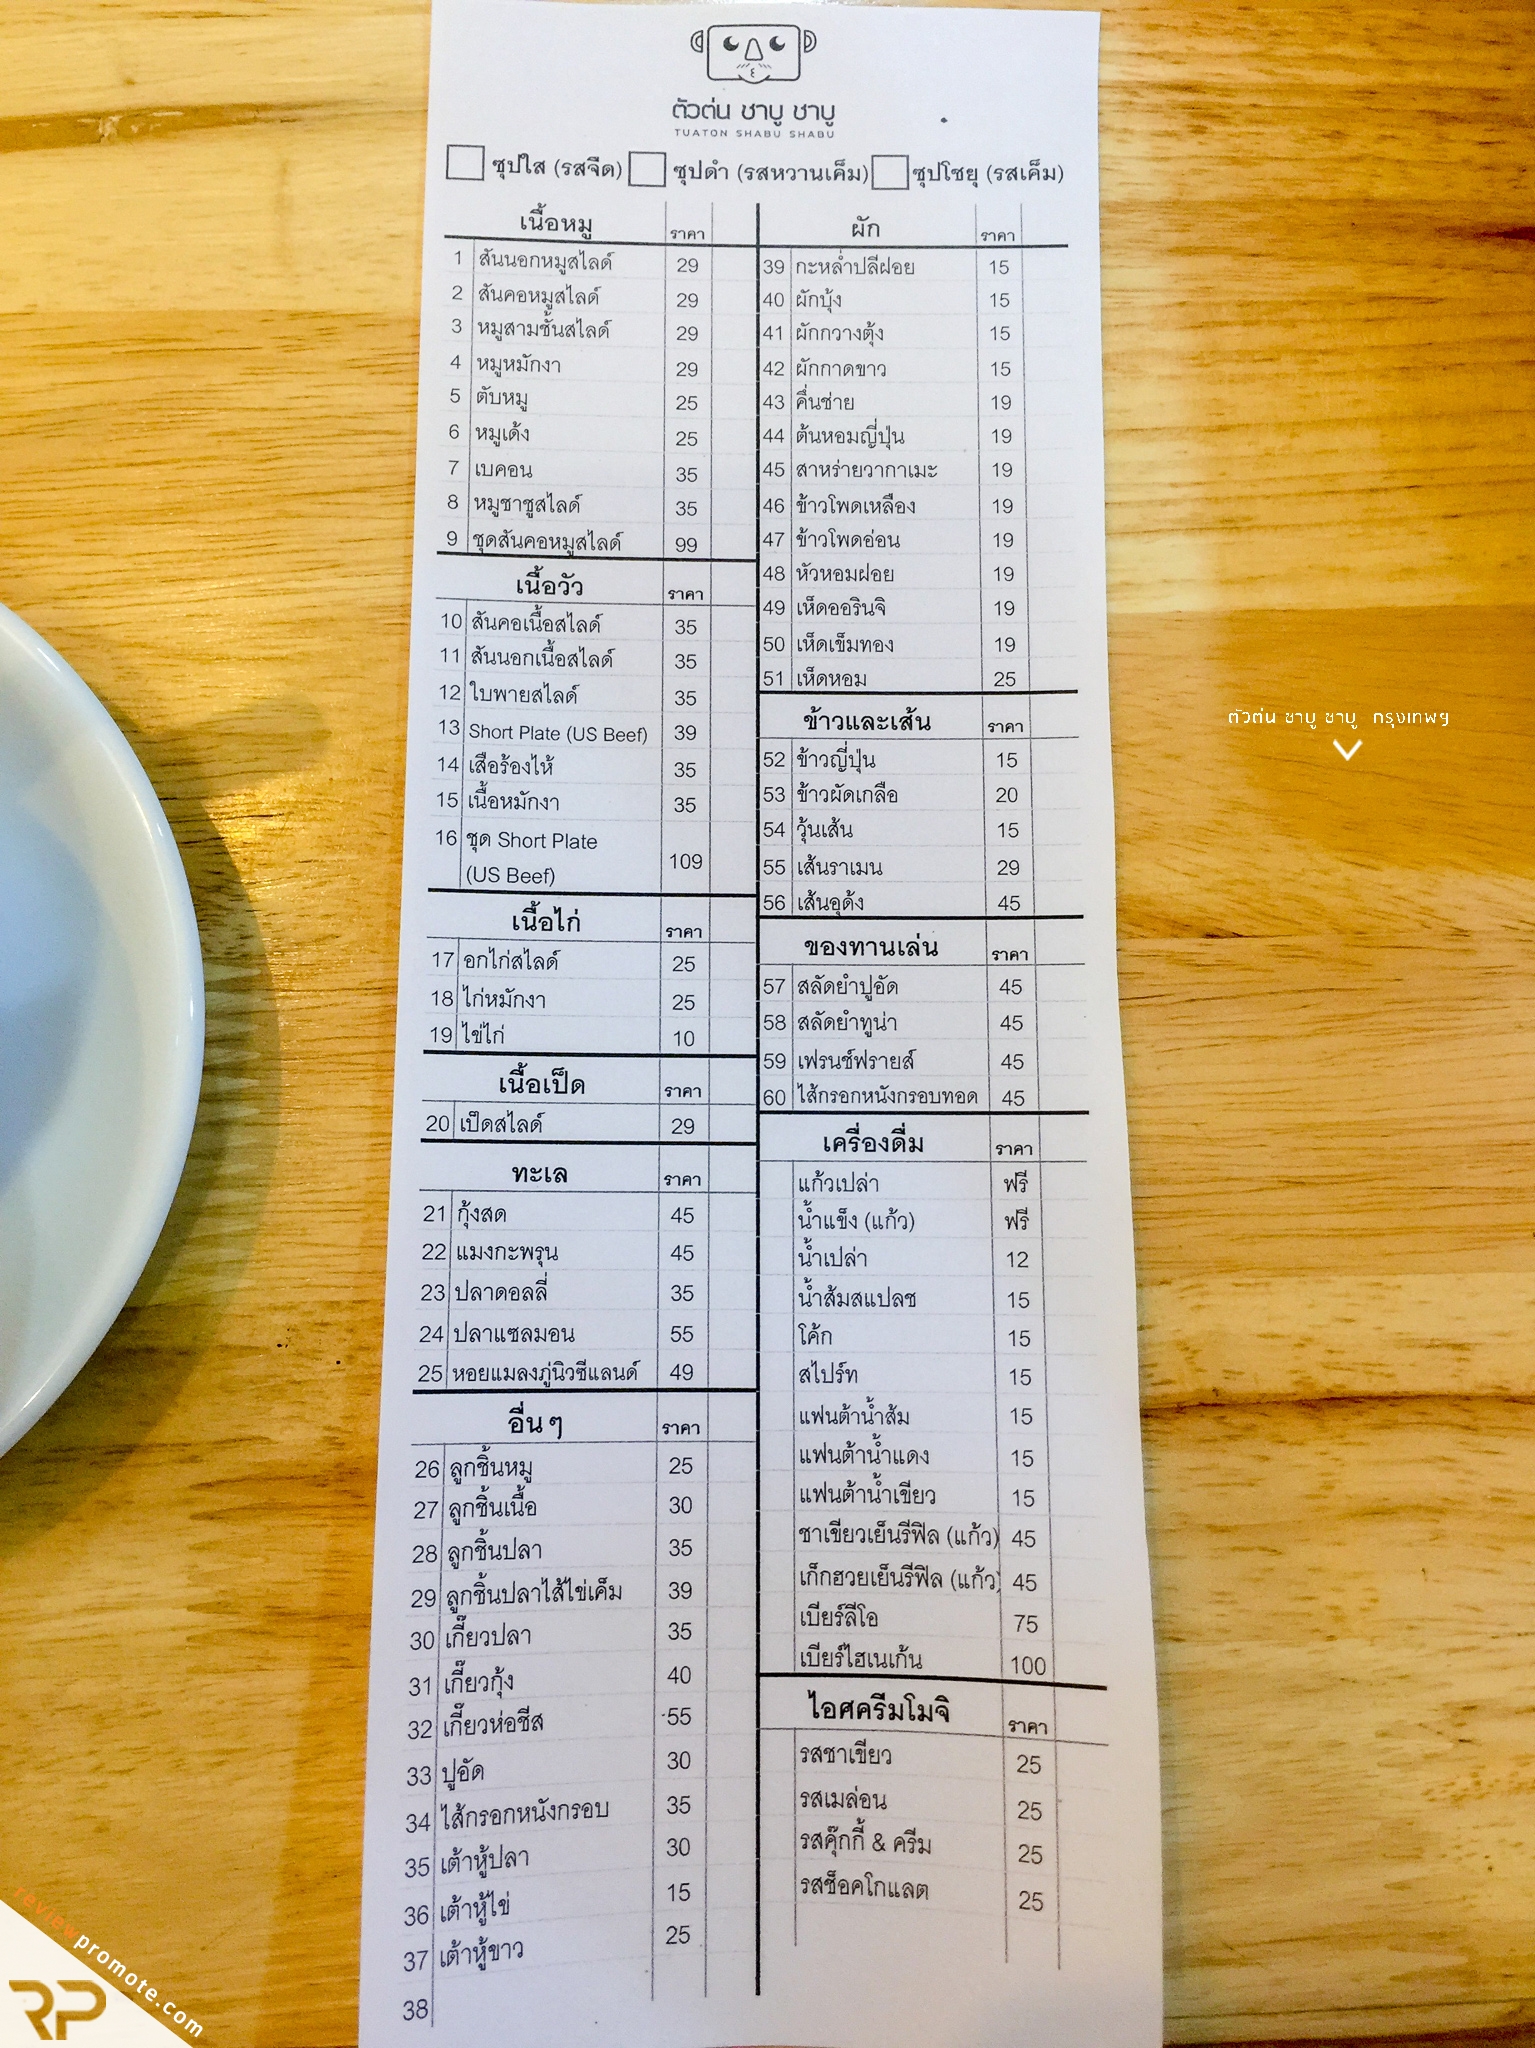 ตัวต่น ชาบู ชาบู
TUATON SHABU SHABU
ซุปใส (รสจืด) ซุปดำ (รสหวานเค็ม) ซุปโชยุ (รสเค็ม)
เนื้อหมู ราคา
1 สันนอกหมูสไลด์ 29
2 สันคอหมูสไลด์ 29
3 หมูสามชั้นสไลด์ 29
4 หมูหมักงา 29
5 ตับหมู 25
6 หมูเด้ง 25
7 เบคอน 35
8 หมูชาชูสไลด์ 35
9 ชุดสันคอหมูสไลด์ 99
เนื้อวัว ราคา
10 สันคอเนื้อสไลด์ 35
11 สันนอกเนื้อสไลด์ 35
12 ใบพายสไลด์ 35
13 Short Plate (US Beef) 39
14 เสือร้องไห้ 35
15 เนื้อหมักงา 35
16 ชุด Short Plate
(US Beef) 109
เนื้อไก่ ราคา
17 อกไก่สไลด์ 25
18 ไก่หมักงา 25
19 ไข่ไก่ 10
เนื้อเป็ด ราคา
20 เป็ดสไลด์ 29
ทะเล ราคา
21 กุ้งสด 45
22 แมงกะพรุน 45
23 ปลาดอลลี่ 35
24 ปลาแซลมอน 55
25 หอยแมลงภู่นิวซีแลนด์ 49
อื่นๆ ราคา
26 ลูกชิ้นหมู 25
27 ลูกชิ้นเนื้อ 30
28 ลูกชิ้นปลา 35
29 ลูกชิ้นปลาไส้ไข่เค็ม 39
30 เกี๊ยวปลา 35
31 เกี๊ยวกุ้ง 40
32 เกี๊ยวห่อชีส 55
33 ปูอัด 30
34 ไส้กรอกหนังกรอบ 35
35 เต้าหู้ปลา 30
36 เต้าหู้ไข่ 15
37 เต้าหู้ขาว 25
38
ผัก ราคา
39 กะหล่ำปลีฝอย 15
40 ผักบุ้ง 15
41 ผักกวางตุ้ง 15
42 ผักกาดขาว 15
43 คื่นช่าย 19
44 ต้นหอมญี่ปุ่น 19
45 สาหร่ายวากาเมะ 19
46 ข้าวโพดเหลือง 19
47 ข้าวโพดอ่อน 19
48 หัวหอมฝอย 19
49 เห็ดออรินจิ 19
50 เห็ดเข็มทอง 19
51 เห็ดหอม 25
ข้าวและเส้น ราคา
52 ข้าวญี่ปุ่น 15
53 ข้าวผัดเกลือ 20
54 วุ้นเส้น 15
55 เส้นราเมน 29
56 เส้นอุด้ง 45
ของทานเล่น ราคา
57 สลัดยำปูอัด 45
58 สลัดยำทูน่า 45
59 เฟรนช์ฟรายส์ 45
60 ไส้กรอกหนังกรอบทอด 45
เครื่องดื่ม ราคา
แก้วเปล่า ฟรี
น้ำแข็ง (แก้ว) ฟรี
น้ำเปล่า 12
น้ำส้มสแปลช 15
โค้ก 15
สไปร์ท 15
แฟนต้าน้ำส้ม 15
แฟนต้าน้ำแดง 15
แฟนต้าน้ำเขียว 15
ชาเขียวเย็นรีฟิล (แก้ว) 45
เก็กฮวยเย็นรีฟิล (แก้ว) 45
เบียร์ลีโอ 75
เบียร์ไฮเนเก้น 100
ไอศครีมโมจิ ราคา
รสชาเขียว 25
รสเมล่อน 25
รสคุ๊กกี้ & ครีม 25
รสช็อคโกแลต 25
ตัวต่น ชาบู ชาบู กรุงเทพฯ
reviewpromote.com
RP